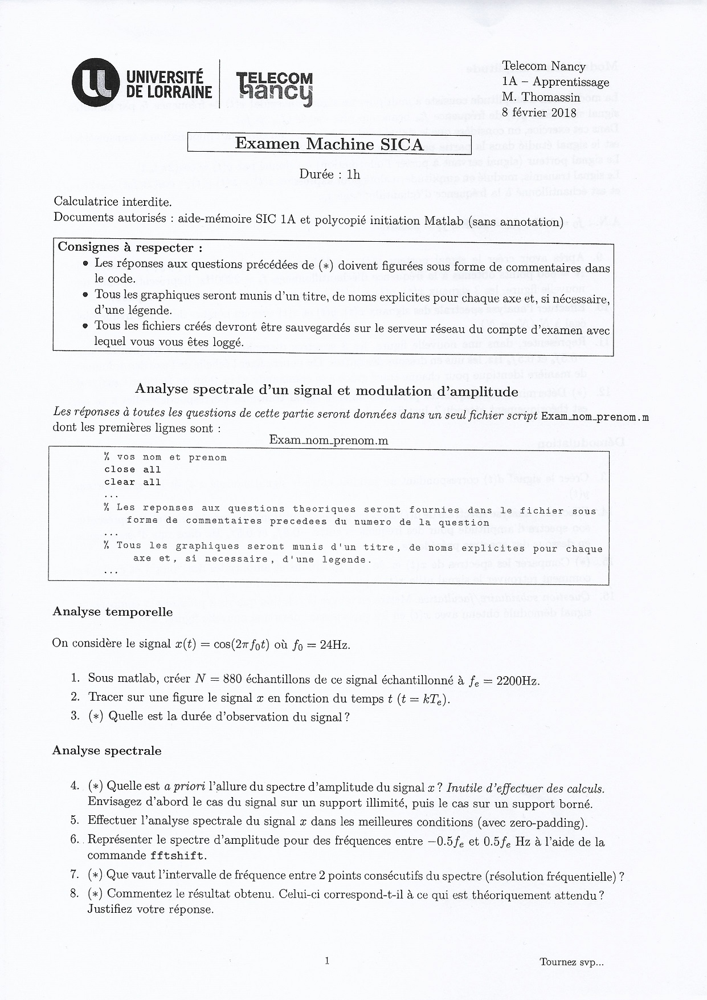 UNIVERSITÉ
DE LORRAINE
TELECOM
nancy
Telecom Nancy
1A – Apprentissage
M. Thomassin
8 février 2018
Examen Machine SICA
Durée : 1h
Calculatrice interdite.
Documents autorisés : aide-mémoire SIC 1A et polycopié initiation Matlab (sans annotation)
Consignes à respecter :
• Les réponses aux questions précédées de (∗) doivent figurées sous forme de commentaires dans
le code.
• Tous les graphiques seront munis d'un titre, de noms explicites pour chaque axe et, si nécessaire,
d'une légende.
• Tous les fichiers créés devront être sauvegardés sur le serveur réseau du compte d'examen avec
lequel vous vous êtes loggé.
Analyse spectrale d'un signal et modulation d'amplitude
Les réponses à toutes les questions de cette partie seront données dans un seul fichier script Exam_nom_prenom.m
dont les premières lignes sont :
Exam_nom_prenom.m
% vos nom et prenom
close all
clear all
...
% Les reponses aux questions theoriques seront fournies dans le fichier sous
forme de commentaires precedees du numero de la question
...
% Tous les graphiques seront munis d'un titre, de noms explicites pour chaque
axe et, si necessaire, d'une legende.
...
Analyse temporelle
On considère le signal x(t) = cos(2πf₀t) où f₀ = 24Hz.
1. Sous matlab, créer N = 880 échantillons de ce signal échantillonné à fₑ = 2200Hz.
2. Tracer sur une figure le signal x en fonction du temps t (t = kTₑ).
3. (∗) Quelle est la durée d'observation du signal ?
Analyse spectrale
4. (∗) Quelle est a priori l'allure du spectre d'amplitude du signal x ? Inutile d'effectuer des calculs.
Envisagez d'abord le cas du signal sur un support illimité, puis le cas sur un support borné.
5. Effectuer l'analyse spectrale du signal x dans les meilleures conditions (avec zero-padding).
6. Représenter le spectre d'amplitude pour des fréquences entre −0.5fₑ et 0.5fₑ Hz à l'aide de la
commande fftshift.
7. (∗) Que vaut l'intervalle de fréquence entre 2 points consécutifs du spectre (résolution fréquentielle) ?
8. (∗) Commentez le résultat obtenu. Celui-ci correspond-t-il à ce qui est théoriquement attendu ?
Justifiez votre réponse.
1
Tournez svp...